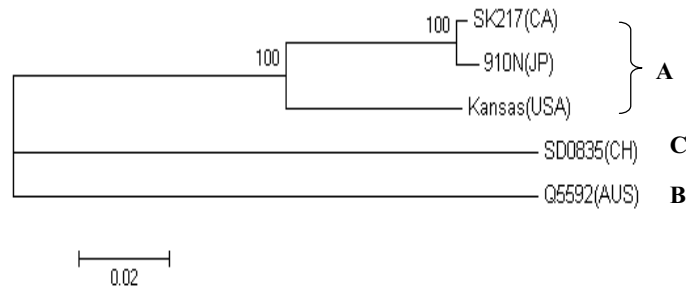 SK217(CA)
100
910N(JP)
100
A
Kansas(USA)
SD0835(CH)
C
Q5592(AUS)
B
0.02